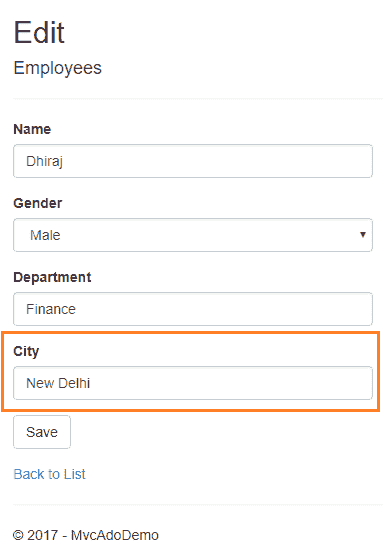 Edit
Employees
Name
Dhiraj
Gender
Male
Department
Finance
City
New Delhi
Save
Back to List
© 2017 - MvcAdoDemo